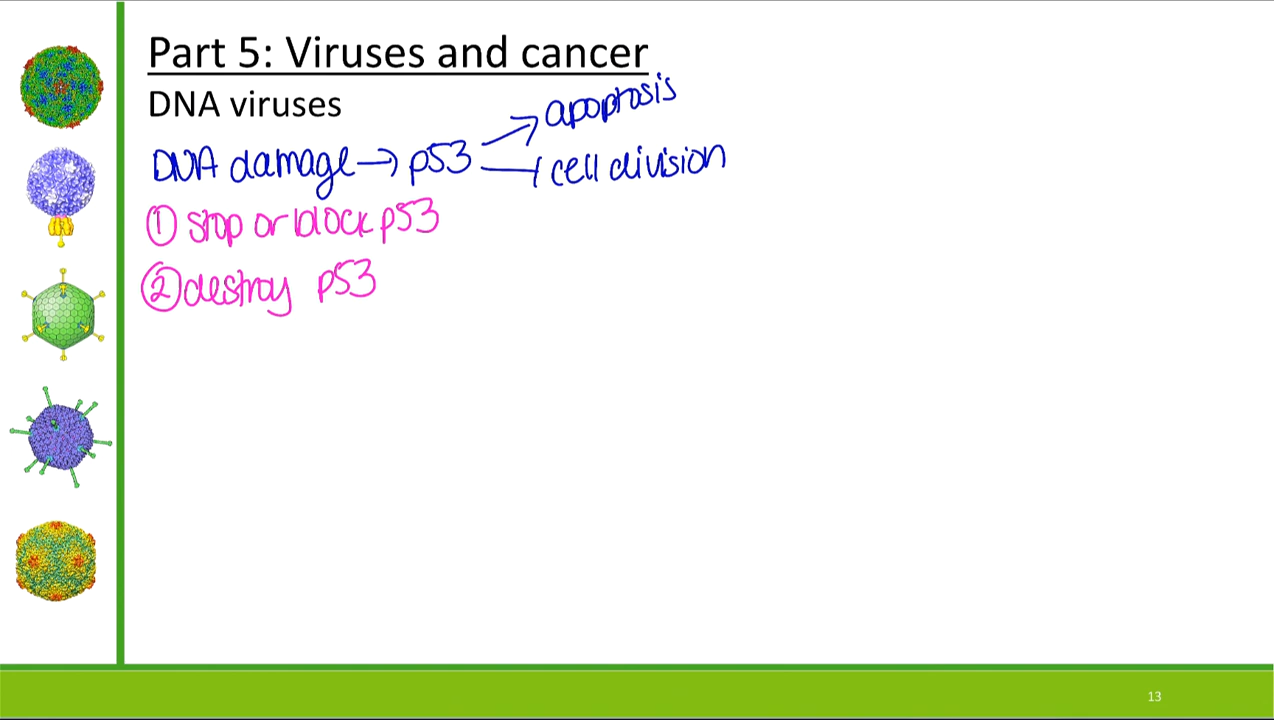 Part 5: Viruses and cancer
DNA viruses
DNA damage → p53 → apoptosis
⊣ cell division
① stop or block p53
② destroy p53
13